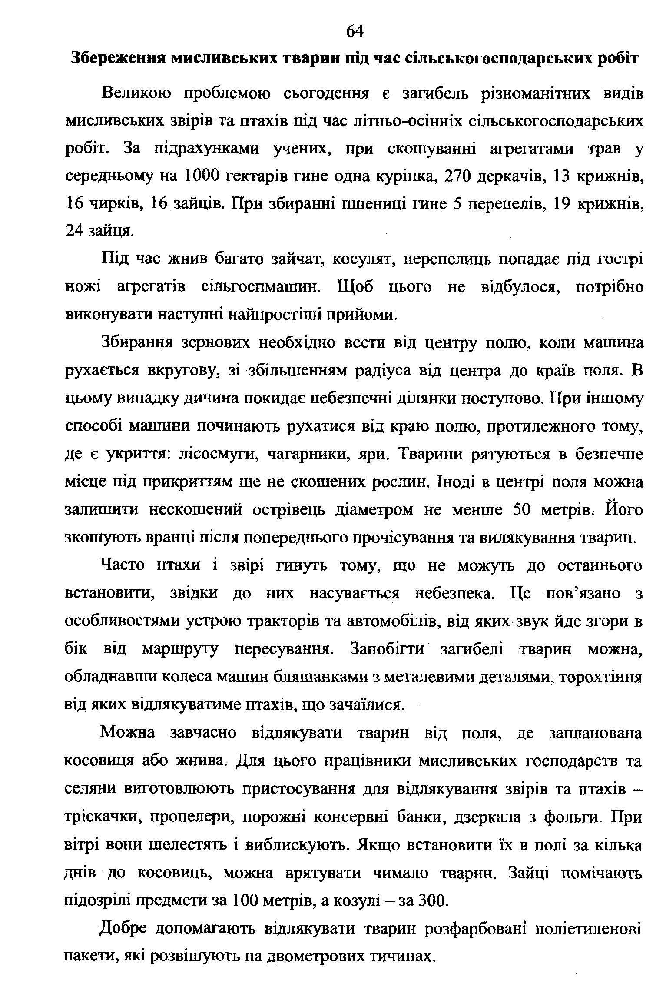 64
Збереження мисливських тварин під час сільськогосподарських робіт
Великою проблемою сьогодення є загибель різноманітних видів
мисливських звірів та птахів під час літньо-осінніх сільськогосподарських
робіт. За підрахунками учених, при скошуванні агрегатами трав у
середньому на 1000 гектарів гине одна куріпка, 270 деркачів, 13 крижнів,
16 чирків, 16 зайців. При збиранні пшениці гине 5 перепелів, 19 крижнів,
24 зайця.
Під час жнив багато зайчат, косулят, перепелиць попадає під гострі
ножі агрегатів сільгоспмашин. Щоб цього не відбулося, потрібно
виконувати наступні найпростіші прийоми.
Збирання зернових необхідно вести від центру полю, коли машина
рухається вкругову, зі збільшенням радіуса від центра до країв поля. В
цьому випадку дичина покидає небезпечні ділянки поступово. При іншому
способі машини починають рухатися від краю полю, протилежного тому,
де є укриття: лісосмуги, чагарники, яри. Тварини рятуються в безпечне
місце під прикриттям ще не скошених рослин. Іноді в центрі поля можна
залишити нескошений острівець діаметром не менше 50 метрів. Його
зкошують вранці після попереднього прочісування та вилякування тварин.
Часто птахи і звірі гинуть тому, що не можуть до останнього
встановити, звідки до них насувається небезпека. Це пов’язано з
особливостями устрою тракторів та автомобілів, від яких звук йде згори в
бік від маршруту пересування. Запобігти загибелі тварин можна,
обладнавши колеса машин бляшанками з металевими деталями, торохтіння
від яких відлякуватиме птахів, що зачаїлися.
Можна завчасно відлякувати тварин від поля, де запланована
косовиця або жнива. Для цього працівники мисливських господарств та
селяни виготовлюють пристосування для відлякування звірів та птахів –
тріскачки, пропелери, порожні консервні банки, дзеркала з фольги. При
вітрі вони шелестять і виблискують. Якщо встановити їх в полі за кілька
днів до косовиць, можна врятувати чимало тварин. Зайці помічають
підозрілі предмети за 100 метрів, а козулі – за 300.
Добре допомагають відлякувати тварин розфарбовані поліетиленові
пакети, які розвішують на двометрових тичинах.